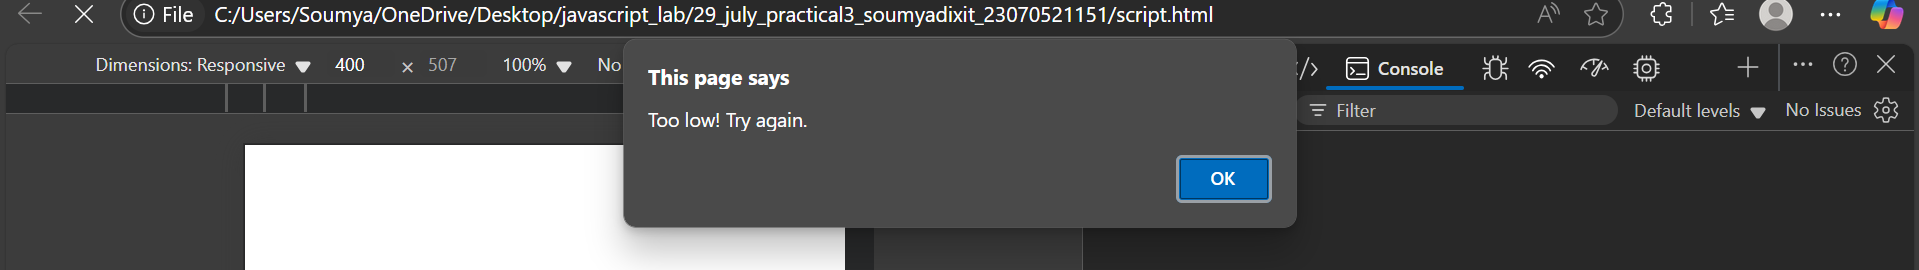 File C:/Users/Soumya/OneDrive/Desktop/javascript_lab/29_july_practical3_soumyadixit_23070521151/script.html
Dimensions: Responsive 400 × 507 100% No
This page says
Too low! Try again.
OK
Console
Filter Default levels No Issues